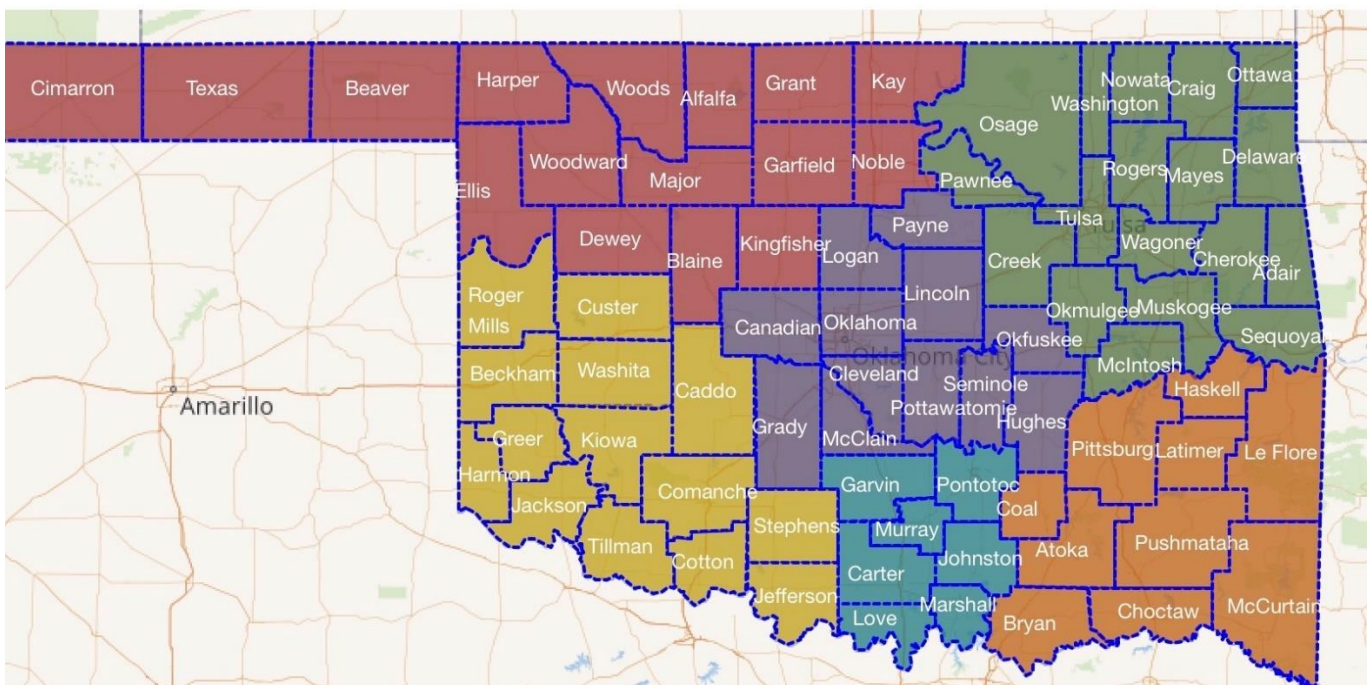 Cimarron
Texas
Beaver
Harper
Woods
Alfalfa
Grant
Kay
Osage
Washington
Nowata
Craig
Ottawa
Ellis
Woodward
Major
Garfield
Noble
Pawnee
Rogers
Mayes
Delaware
Dewey
Blaine
Kingfisher
Logan
Payne
Creek
Tulsa
Tulsa
Wagoner
Cherokee
Adair
Roger
Mills
Custer
Canadian
Oklahoma
Lincoln
Okfuskee
Okmulgee
Muskogee
Sequoyah
Oklahoma City
Beckham
Washita
Caddo
Grady
Cleveland
McClain
Pottawatomie
Seminole
Hughes
McIntosh
Haskell
Amarillo
Greer
Harmon
Kiowa
Jackson
Comanche
Tillman
Cotton
Stephens
Jefferson
Garvin
Pontotoc
Murray
Carter
Johnston
Love
Marshall
Coal
Pittsburg
Latimer
Le Flore
Atoka
Pushmataha
Bryan
Choctaw
McCurtain